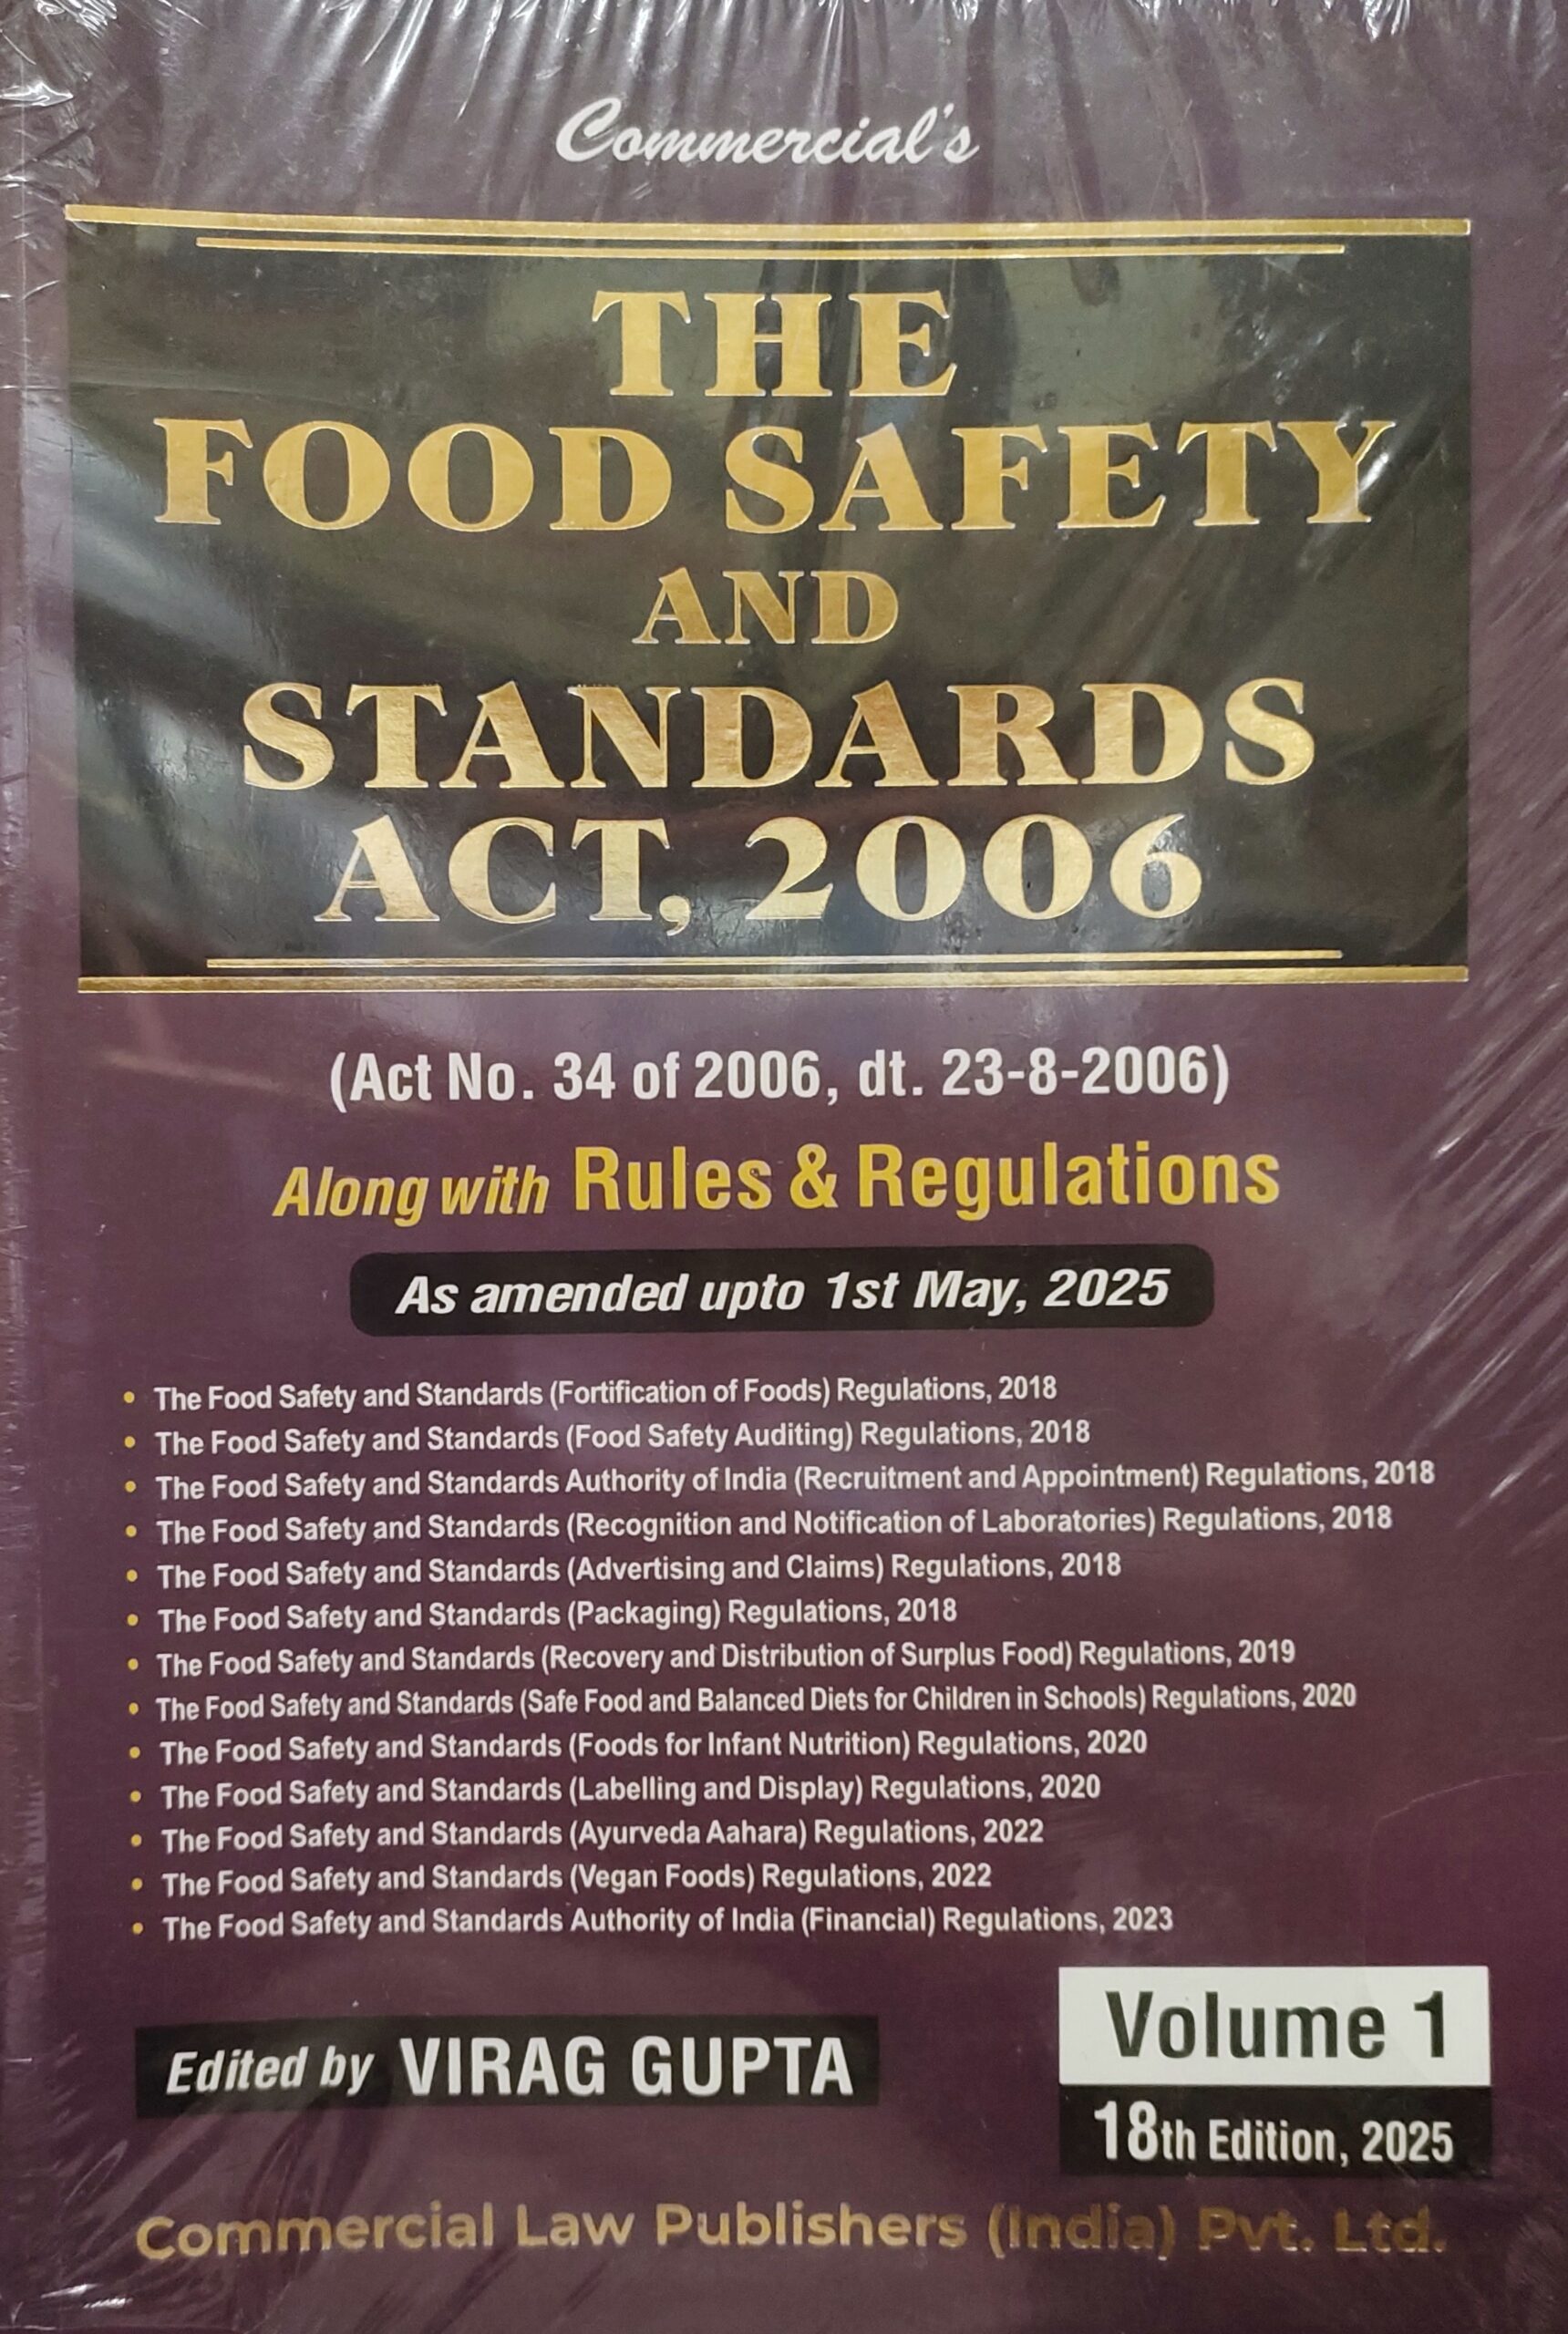 Commercial's
THE
FOOD SAFETY
AND
STANDARDS
ACT, 2006
(Act No. 34 of 2006, dt. 23-8-2006)
Along with Rules & Regulations
As amended upto 1st May, 2025
• The Food Safety and Standards (Fortification of Foods) Regulations, 2018
• The Food Safety and Standards (Food Safety Auditing) Regulations, 2018
• The Food Safety and Standards Authority of India (Recruitment and Appointment) Regulations, 2018
• The Food Safety and Standards (Recognition and Notification of Laboratories) Regulations, 2018
• The Food Safety and Standards (Advertising and Claims) Regulations, 2018
• The Food Safety and Standards (Packaging) Regulations, 2018
• The Food Safety and Standards (Recovery and Distribution of Surplus Food) Regulations, 2019
• The Food Safety and Standards (Safe Food and Balanced Diets for Children in Schools) Regulations, 2020
• The Food Safety and Standards (Foods for Infant Nutrition) Regulations, 2020
• The Food Safety and Standards (Labelling and Display) Regulations, 2020
• The Food Safety and Standards (Ayurveda Aahara) Regulations, 2022
• The Food Safety and Standards (Vegan Foods) Regulations, 2022
• The Food Safety and Standards Authority of India (Financial) Regulations, 2023
Edited by VIRAG GUPTA
Volume 1
18th Edition, 2025
Commercial Law Publishers (India) Pvt. Ltd.